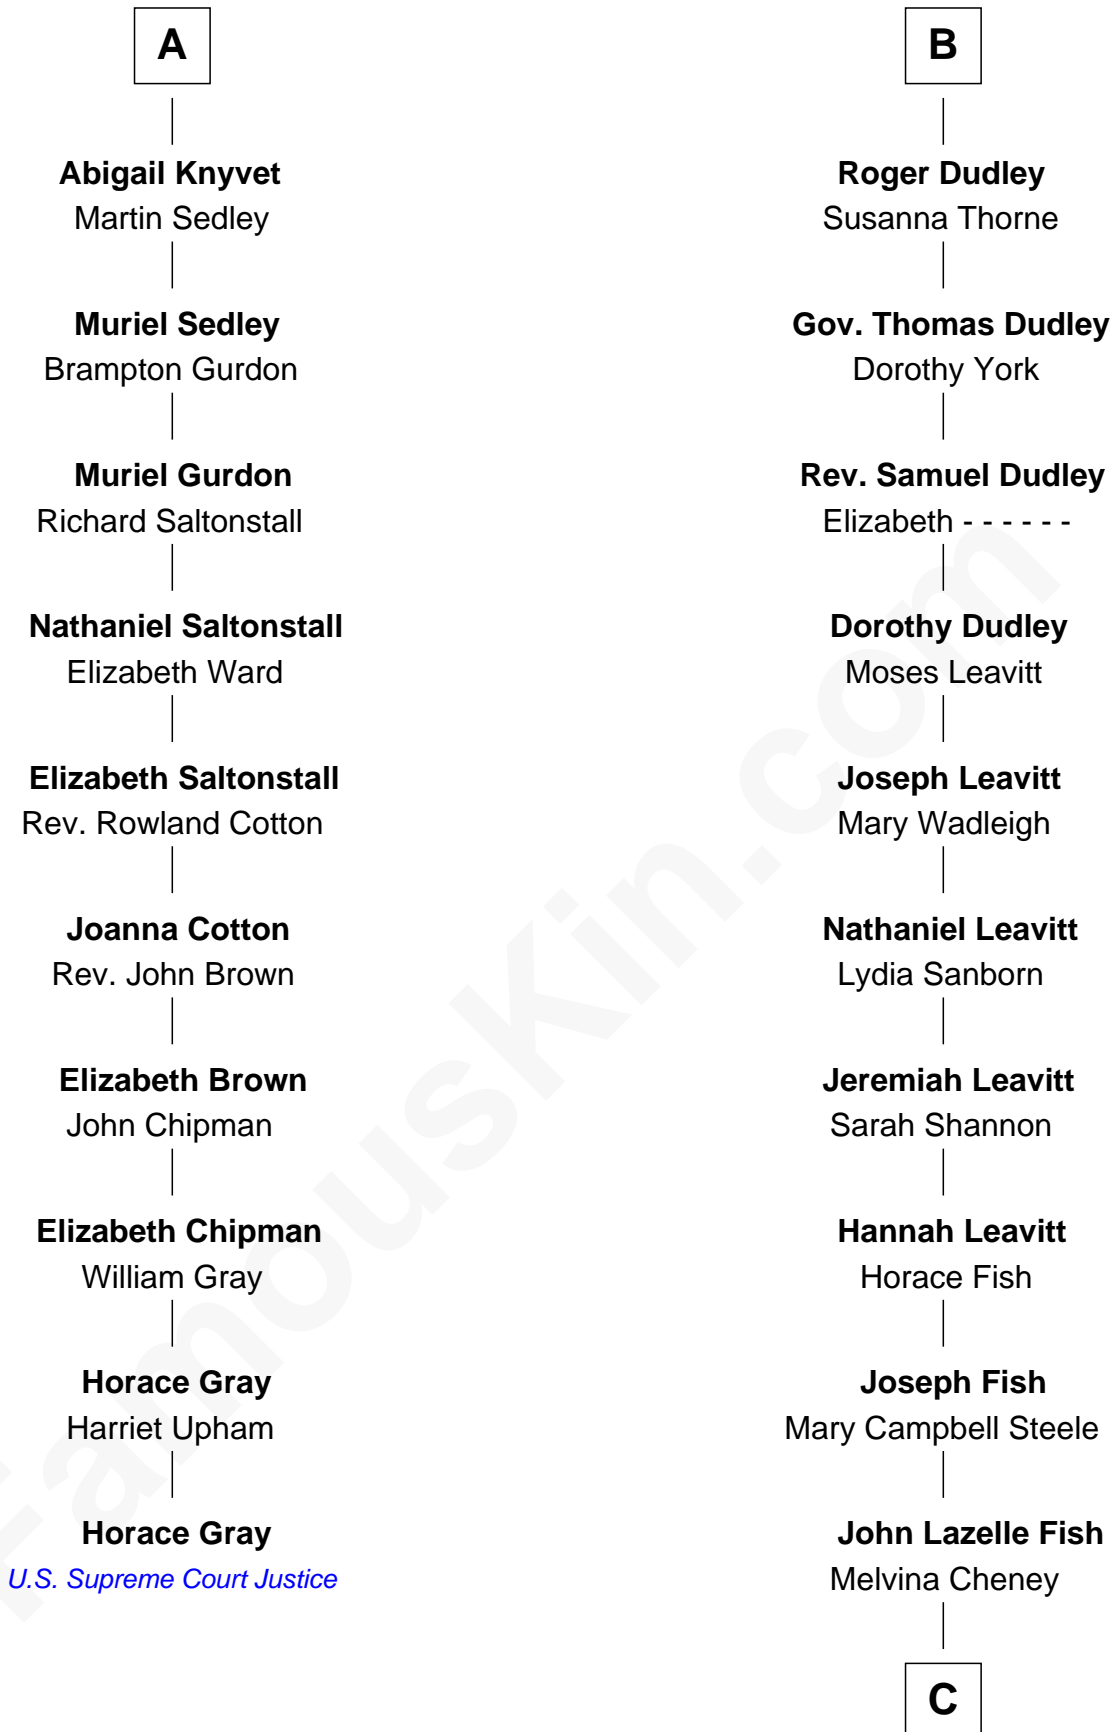 A
Abigail Knyvet
Martin Sedley
Muriel Sedley
Brampton Gurdon
Muriel Gurdon
Richard Saltonstall
Nathaniel Saltonstall
Elizabeth Ward
Elizabeth Saltonstall
Rev. Rowland Cotton
Joanna Cotton
Rev. John Brown
Elizabeth Brown
John Chipman
Elizabeth Chipman
William Gray
Horace Gray
Harriet Upham
Horace Gray
U.S. Supreme Court Justice
B
Roger Dudley
Susanna Thorne
Gov. Thomas Dudley
Dorothy York
Rev. Samuel Dudley
Elizabeth - - - - - -
Dorothy Dudley
Moses Leavitt
Joseph Leavitt
Mary Wadleigh
Nathaniel Leavitt
Lydia Sanborn
Jeremiah Leavitt
Sarah Shannon
Hannah Leavitt
Horace Fish
Joseph Fish
Mary Campbell Steele
John Lazelle Fish
Melvina Cheney
C
FamousKin.com